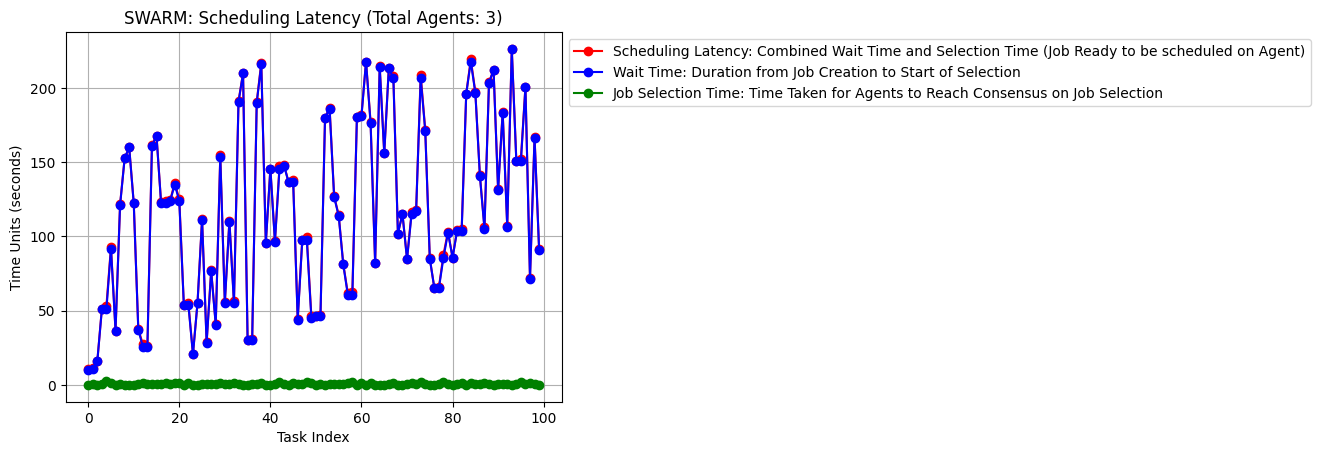 SWARM: Scheduling Latency (Total Agents: 3)
Scheduling Latency: Combined Wait Time and Selection Time (Job Ready to be scheduled on Agent)
Wait Time: Duration from Job Creation to Start of Selection
Job Selection Time: Time Taken for Agents to Reach Consensus on Job Selection
Time Units (seconds)
200
150
100
50
0
0 20 40 60 80 100
Task Index